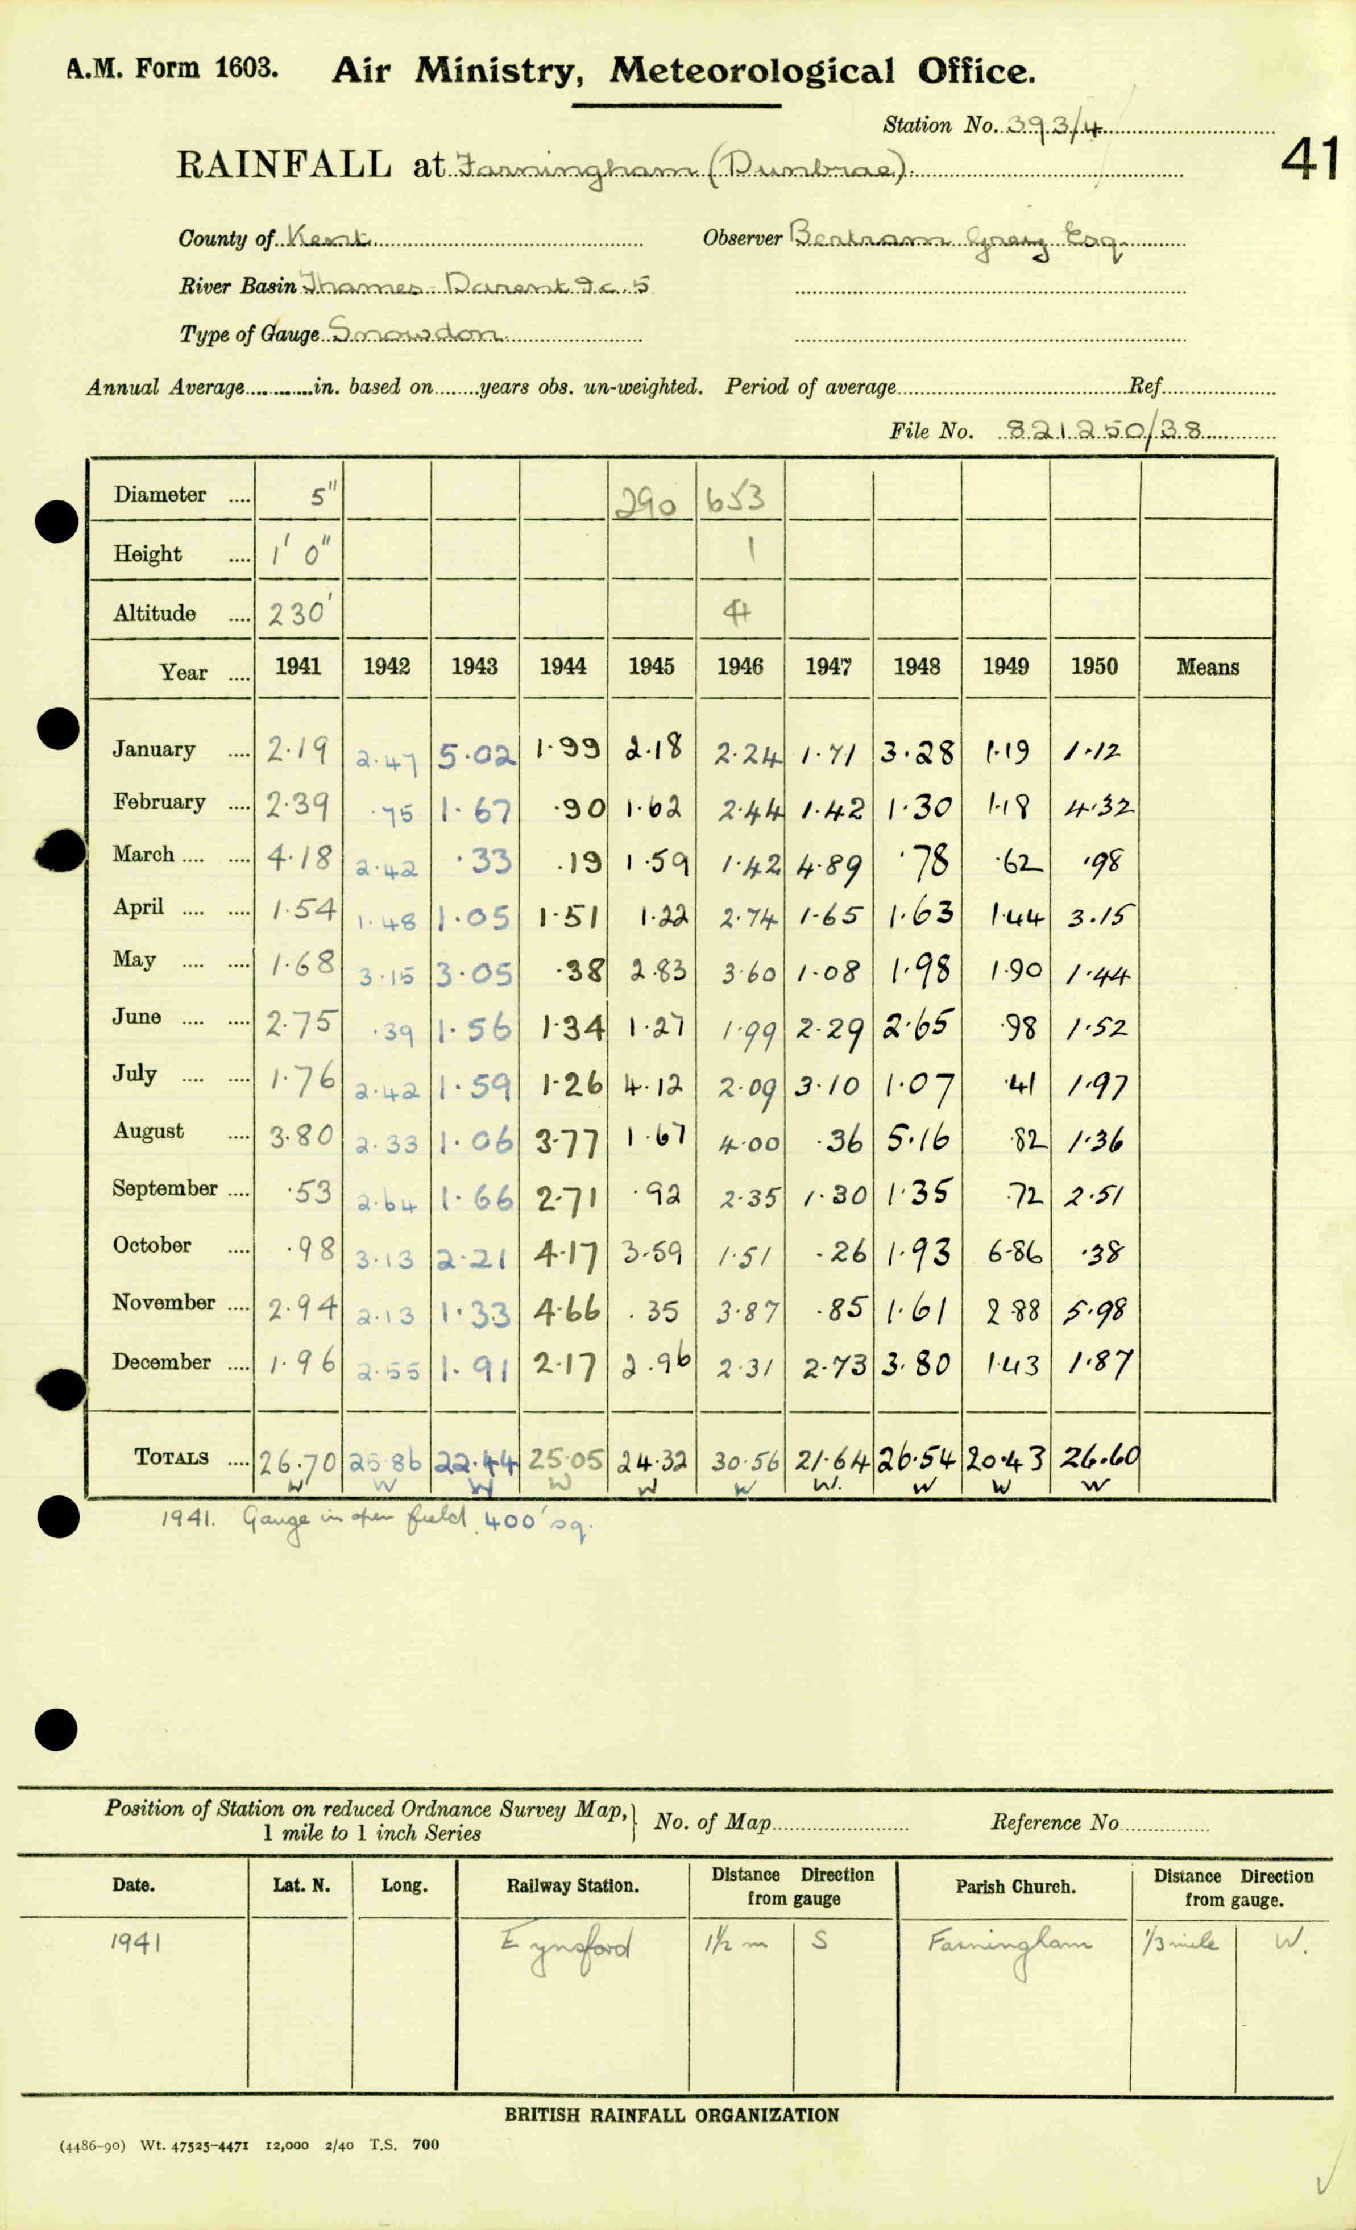 A.M. Form 1603. Air Ministry, Meteorological Office.
Station No. 393/4
41
RAINFALL at Farningham (Dunbrae)
County of Kent Observer Bertram Greig Esq.
River Basin Thames Darent 9c.5
Type of Gauge Snowdon
Annual Average............in. based on........years obs. un-weighted. Period of average........Ref........
File No. 821250/38
Diameter .... 5" 290 653
Height .... 1' 0" 1
Altitude .... 230' 4
Year .... 1941 1942 1943 1944 1945 1946 1947 1948 1949 1950 Means
January .... 2.19 2.47 5.02 1.99 2.18 2.24 1.71 3.28 1.19 1.12
February .... 2.39 .75 1.67 .90 1.62 2.44 1.42 1.30 1.18 4.32
March .... .... 4.18 2.42 .33 .19 1.59 1.42 4.89 .78 .62 .98
April .... .... 1.54 1.48 1.05 1.51 1.22 2.74 1.65 1.63 1.44 3.15
May .... .... 1.68 3.15 3.05 .38 2.83 3.60 1.08 1.98 1.90 1.44
June .... .... 2.75 .39 1.56 1.34 1.27 1.99 2.29 2.65 .98 1.52
July .... .... 1.76 2.42 1.59 1.26 4.12 2.09 3.10 1.07 .41 1.97
August .... 3.80 2.33 1.06 3.77 1.67 4.00 .36 5.16 .82 1.36
September .... .53 2.64 1.66 2.71 .92 2.35 1.30 1.35 .72 2.51
October .... .98 3.13 2.21 4.17 3.59 1.51 .26 1.93 6.86 .38
November .... 2.94 2.13 1.33 4.66 .35 3.87 .85 1.61 2.88 5.98
December .... 1.96 2.55 1.91 2.17 2.96 2.31 2.73 3.80 1.43 1.87
TOTALS .... 26.70 25.86 22.44 25.05 24.32 30.56 21.64 26.54 20.43 26.60
W W W W W W W. W W W
1941. Gauge in open field 400' sq.
Position of Station on reduced Ordnance Survey Map, 1 mile to 1 inch Series } No. of Map........ Reference No........
Date. Lat. N. Long. Railway Station. Distance Direction from gauge Parish Church. Distance Direction from gauge.
1941 Eynsford 1½ m S Farningham 1/3 mile W.
BRITISH RAINFALL ORGANIZATION
(4486-90) Wt. 47525-4471 12,000 2/40 T.S. 700